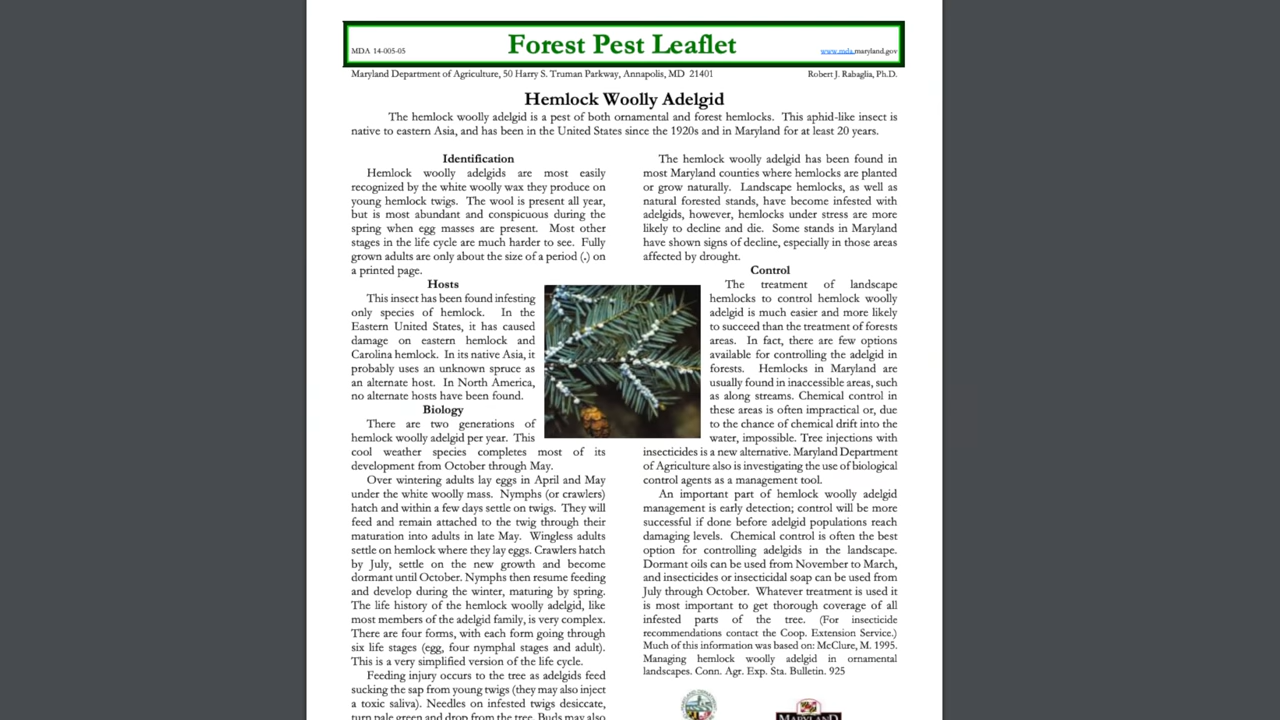 MDA 14-005-05
Forest Pest Leaflet
www.mda.maryland.gov
Maryland Department of Agriculture, 50 Harry S. Truman Parkway, Annapolis, MD 21401
Robert J. Rabaglia, Ph.D.
Hemlock Woolly Adelgid
The hemlock woolly adelgid is a pest of both ornamental and forest hemlocks. This aphid-like insect is
native to eastern Asia, and has been in the United States since the 1920s and in Maryland for at least 20 years.
Identification
Hemlock woolly adelgids are most easily
recognized by the white woolly wax they produce on
young hemlock twigs. The wool is present all year,
but is most abundant and conspicuous during the
spring when egg masses are present. Most other
stages in the life cycle are much harder to see. Fully
grown adults are only about the size of a period (.) on
a printed page.
Hosts
This insect has been found infesting
only species of hemlock. In the
Eastern United States, it has caused
damage on eastern hemlock and
Carolina hemlock. In its native Asia, it
probably uses an unknown spruce as
an alternate host. In North America,
no alternate hosts have been found.
Biology
There are two generations of
hemlock woolly adelgid per year. This
cool weather species completes most of its
development from October through May.
Over wintering adults lay eggs in April and May
under the white woolly mass. Nymphs (or crawlers)
hatch and within a few days settle on twigs. They will
feed and remain attached to the twig through their
maturation into adults in late May. Wingless adults
settle on hemlock where they lay eggs. Crawlers hatch
by July, settle on the new growth and become
dormant until October. Nymphs then resume feeding
and develop during the winter, maturing by spring.
The life history of the hemlock woolly adelgid, like
most members of the adelgid family, is very complex.
There are four forms, with each form going through
six life stages (egg, four nymphal stages and adult).
This is a very simplified version of the life cycle.
Feeding injury occurs to the tree as adelgids feed
sucking the sap from young twigs (they may also inject
a toxic saliva). Needles on infested twigs desiccate,
turn pale green and drop from the tree. Buds may also
The hemlock woolly adelgid has been found in
most Maryland counties where hemlocks are planted
or grow naturally. Landscape hemlocks, as well as
natural forested stands, have become infested with
adelgids, however, hemlocks under stress are more
likely to decline and die. Some stands in Maryland
have shown signs of decline, especially in those areas
affected by drought.
Control
The treatment of landscape
hemlocks to control hemlock woolly
adelgid is much easier and more likely
to succeed than the treatment of forests
areas. In fact, there are few options
available for controlling the adelgid in
forests. Hemlocks in Maryland are
usually found in inaccessible areas, such
as along streams. Chemical control in
these areas is often impractical or, due
to the chance of chemical drift into the
water, impossible. Tree injections with
insecticides is a new alternative. Maryland Department
of Agriculture also is investigating the use of biological
control agents as a management tool.
An important part of hemlock woolly adelgid
management is early detection; control will be more
successful if done before adelgid populations reach
damaging levels. Chemical control is often the best
option for controlling adelgids in the landscape.
Dormant oils can be used from November to March,
and insecticides or insecticidal soap can be used from
July through October. Whatever treatment is used it
is most important to get thorough coverage of all
infested parts of the tree. (For insecticide
recommendations contact the Coop. Extension Service.)
Much of this information was based on: McClure, M. 1995.
Managing hemlock woolly adelgid in ornamental
landscapes. Conn. Agr. Exp. Sta. Bulletin. 925
MARYLAND